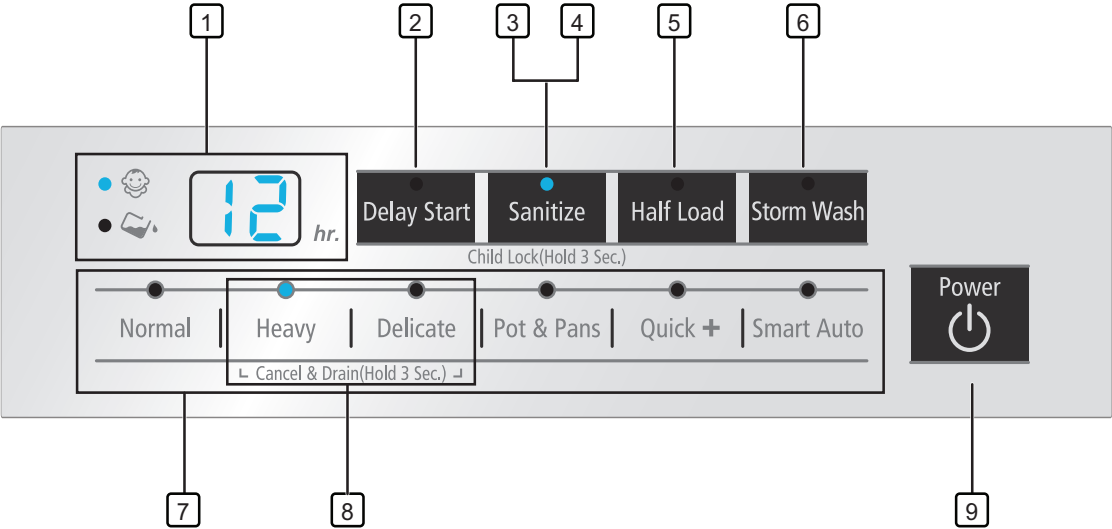 1 2 3 4 5 6
12 hr.
Delay Start Sanitize Half Load Storm Wash
Child Lock(Hold 3 Sec.)
Normal Heavy Delicate Pot & Pans Quick + Smart Auto
Cancel & Drain(Hold 3 Sec.)
Power
7 8 9